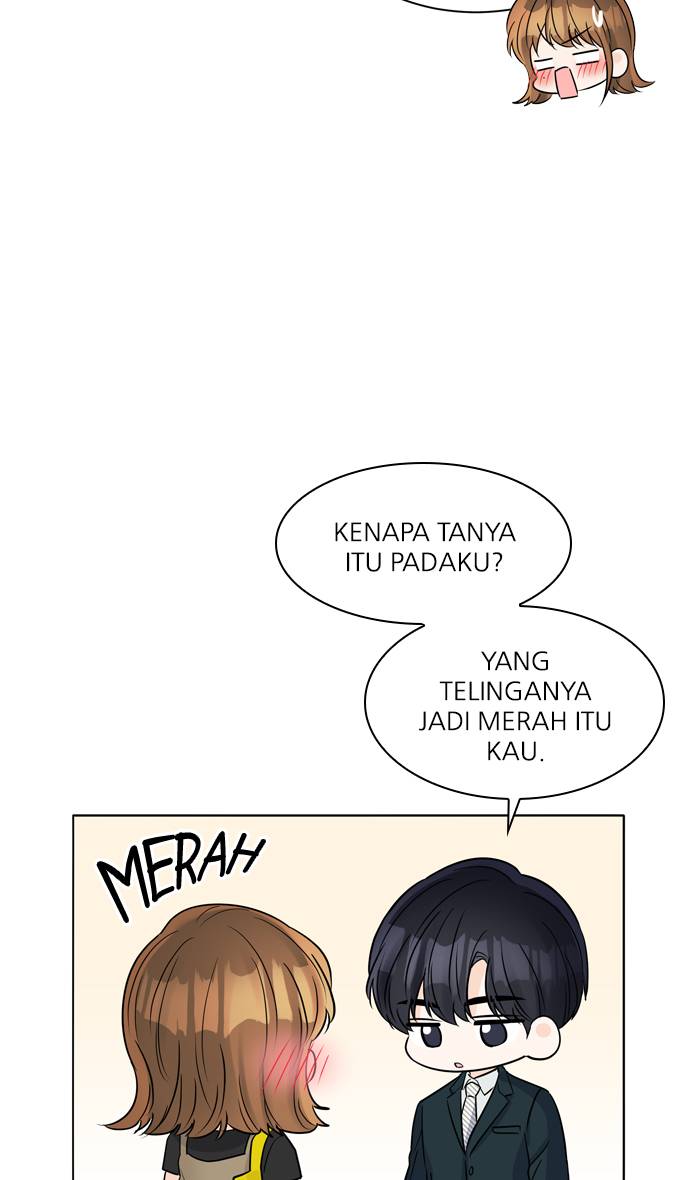 KENAPA TANYA
ITU PADAKU?
YANG
TELINGANYA
JADI MERAH ITU
KAU.
MERAH